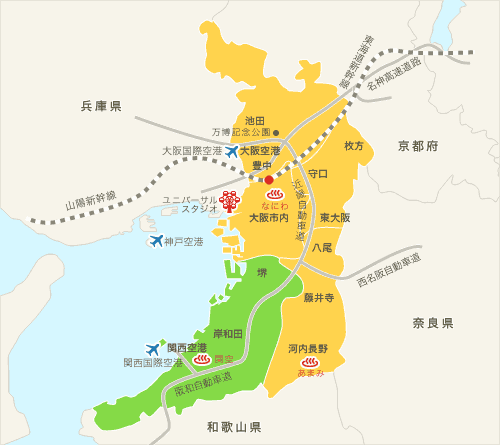 東海道新幹線
名神高速道路
兵庫県
池田
万博記念公園
大阪国際空港
大阪空港
豊中
枚方
京都府
守口
山陽新幹線
ユニバーサル
スタジオ
なにわ
近畿自動車道
大阪市内
東大阪
神戸空港
八尾
堺
西名阪自動車道
藤井寺
岸和田
奈良県
関西空港
河内長野
関西国際空港
関空
あまみ
阪和自動車道
和歌山県